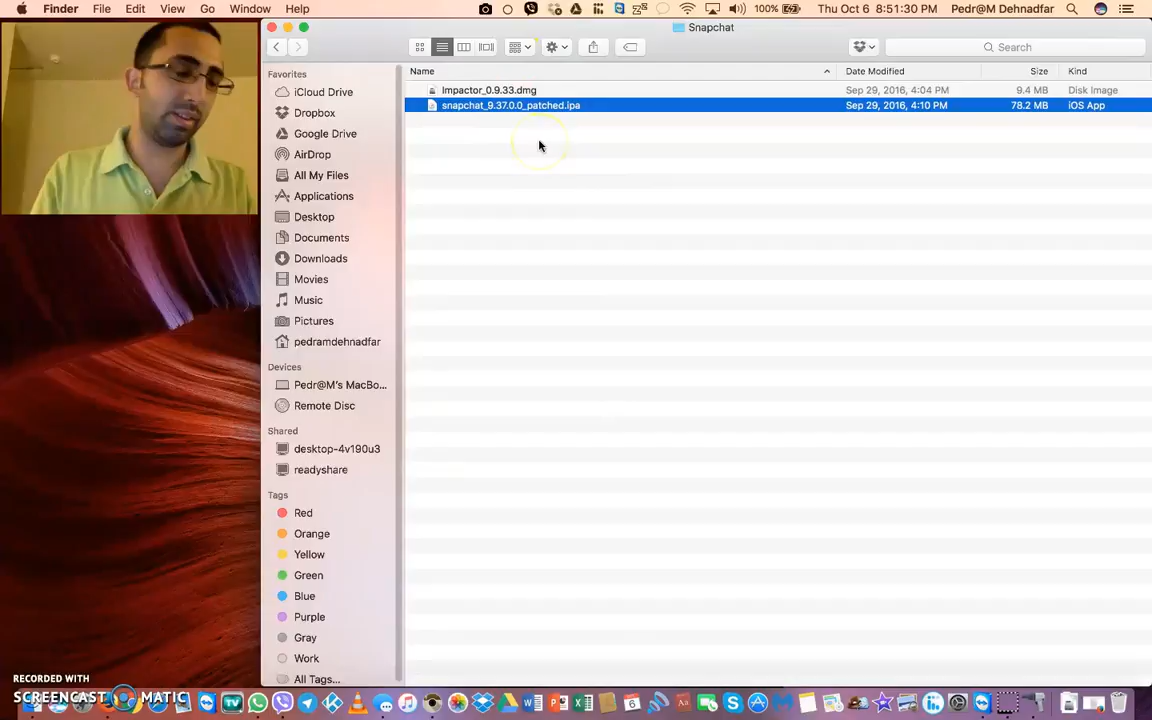 Finder File Edit View Go Window Help 100% Thu Oct 6 8:51:30 PM Pedr@M Dehnadfar
Snapchat
Search
Favorites
iCloud Drive
Dropbox
Google Drive
AirDrop
All My Files
Applications
Desktop
Documents
Downloads
Movies
Music
Pictures
pedramdehnadfar
Devices
Pedr@M's MacBo...
Remote Disc
Shared
desktop-4v190u3
readyshare
Tags
Red
Orange
Yellow
Green
Blue
Purple
Gray
Work
All Tags...
Name Date Modified Size Kind
Impactor_0.9.33.dmg Sep 29, 2016, 4:04 PM 9.4 MB Disk Image
snapchat_9.37.0.0_patched.ipa Sep 29, 2016, 4:10 PM 78.2 MB iOS App
RECORDED WITH
SCREENCAST MATIC